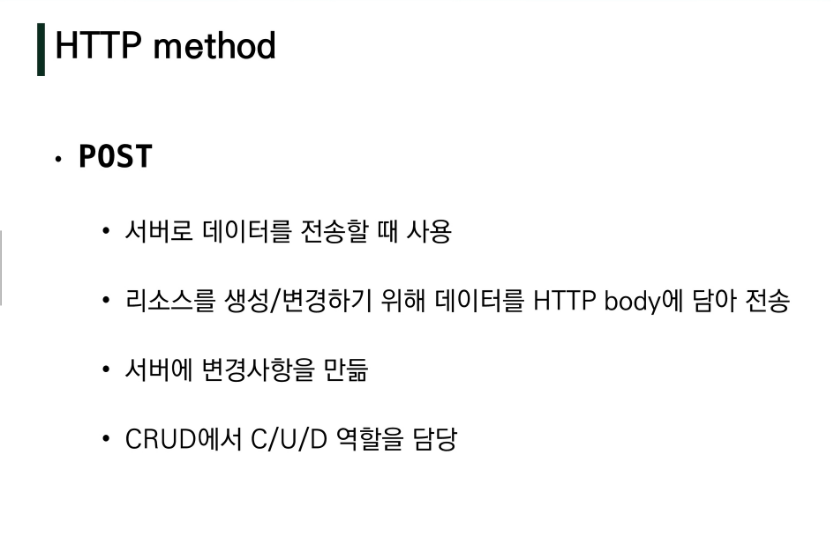 HTTP method
• POST
• 서버로 데이터를 전송할 때 사용
• 리소스를 생성/변경하기 위해 데이터를 HTTP body에 담아 전송
• 서버에 변경사항을 만듦
• CRUD에서 C/U/D 역할을 담당